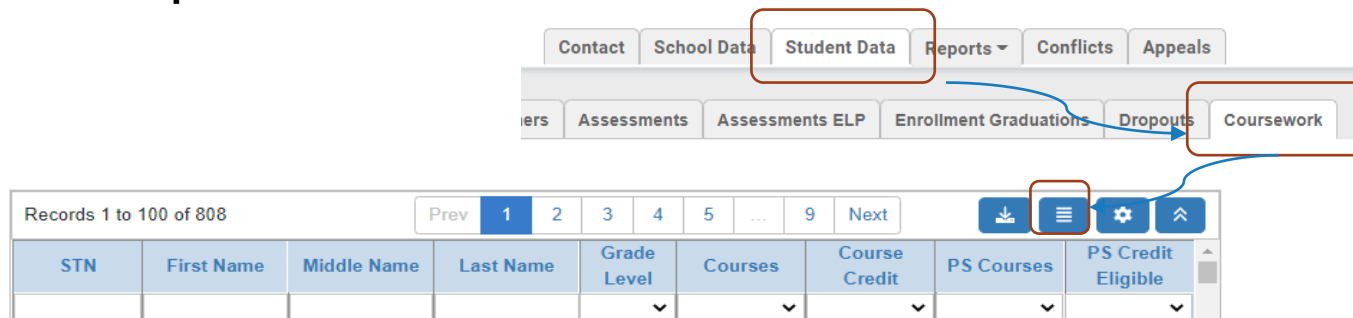 Contact School Data Student Data Reports Conflicts Appeals
ers Assessments Assessments ELP Enrollment Graduations Dropouts Coursework
Records 1 to 100 of 808 Prev 1 2 3 4 5 ... 9 Next
STN First Name Middle Name Last Name Grade Level Courses Course Credit PS Courses PS Credit Eligible